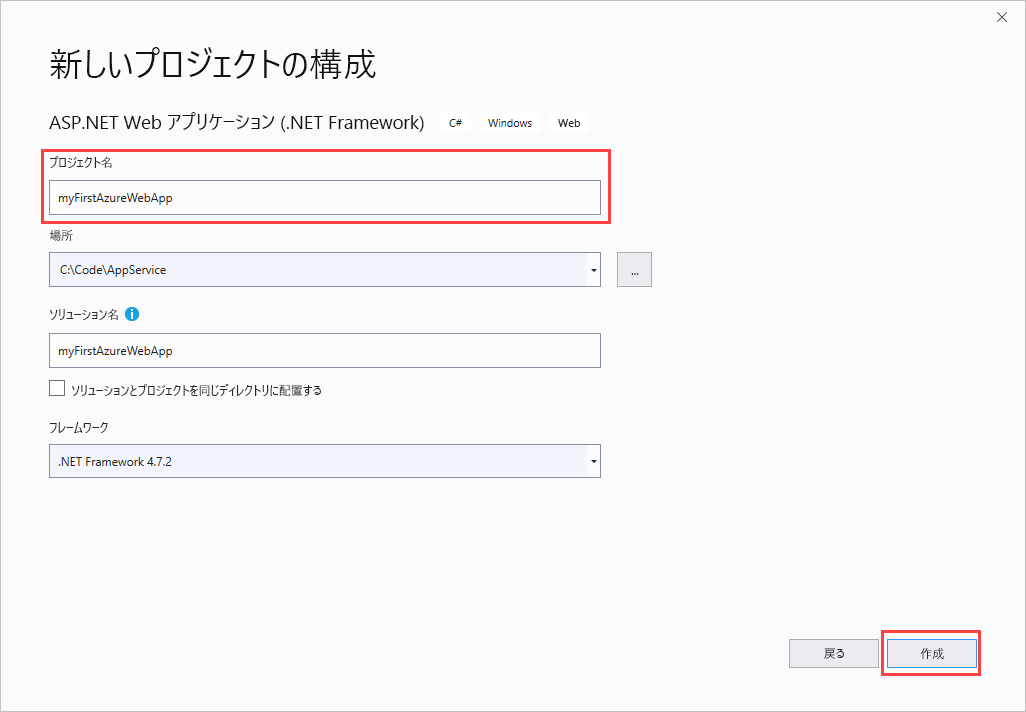 新しいプロジェクトの構成
ASP.NET Web アプリケーション (.NET Framework) C# Windows Web
プロジェクト名
myFirstAzureWebApp
場所
C:\Code\AppService
...
ソリューション名
myFirstAzureWebApp
ソリューションとプロジェクトを同じディレクトリに配置する
フレームワーク
.NET Framework 4.7.2
戻る 作成